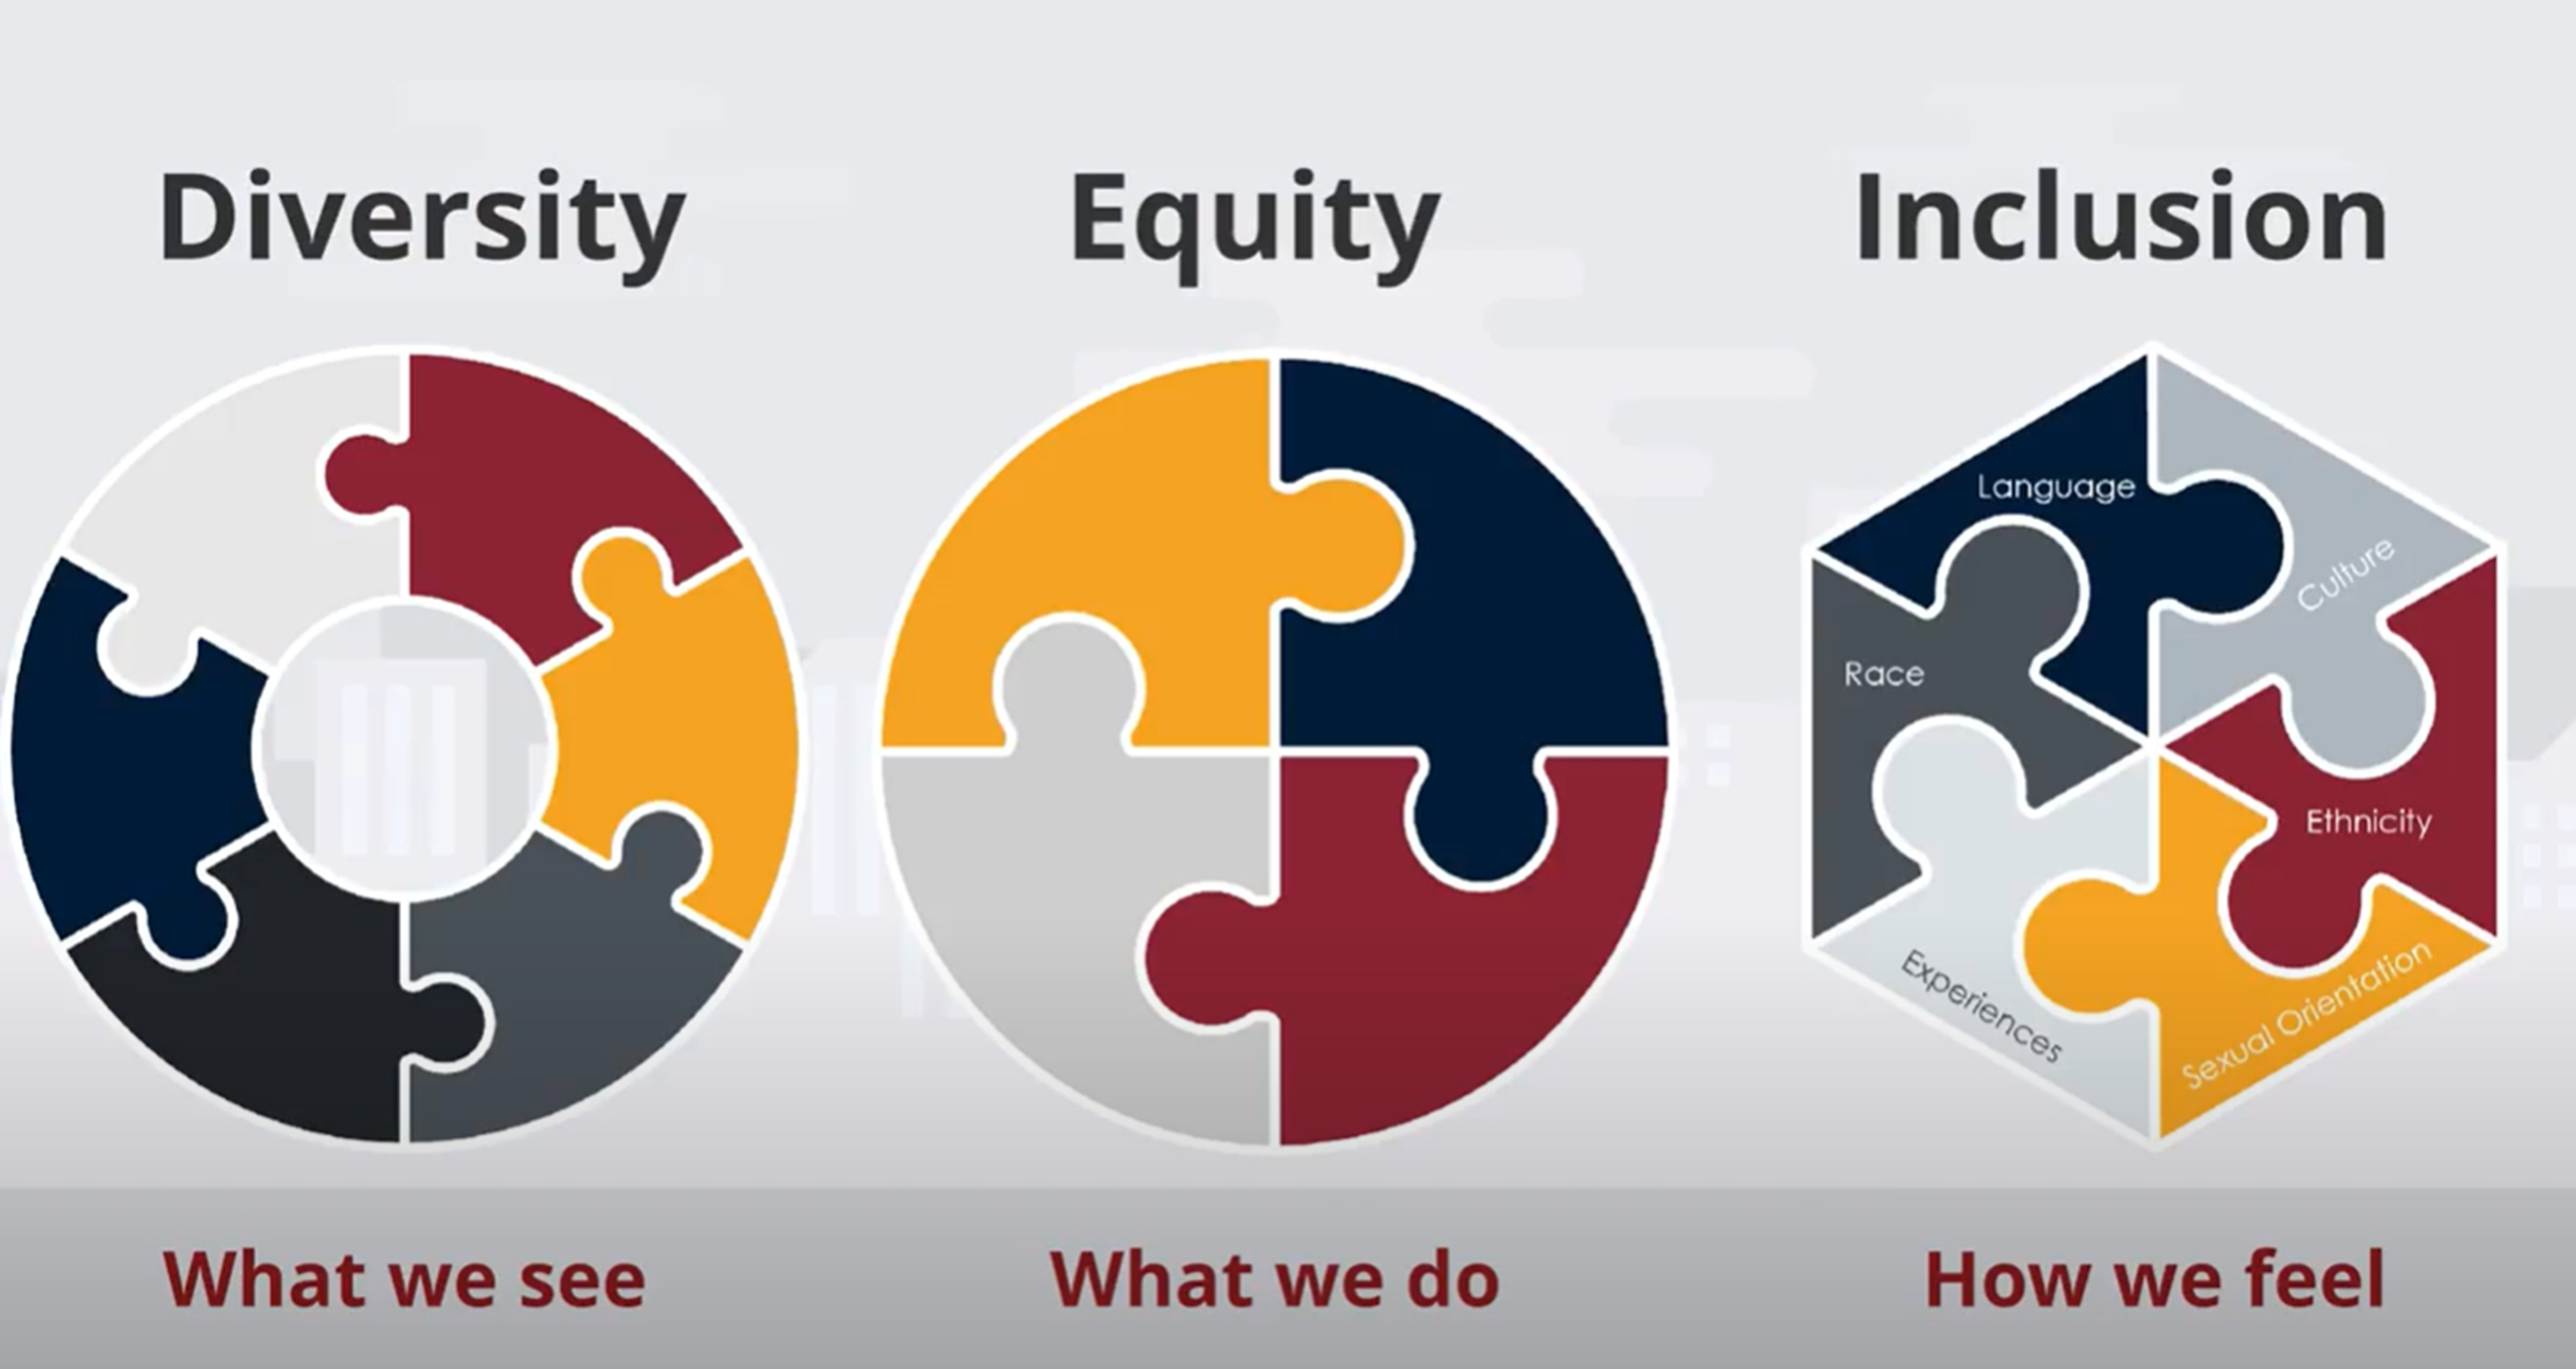 Diversity
Equity
Inclusion
Language
Culture
Race
Ethnicity
Experiences
Sexual Orientation
What we see
What we do
How we feel